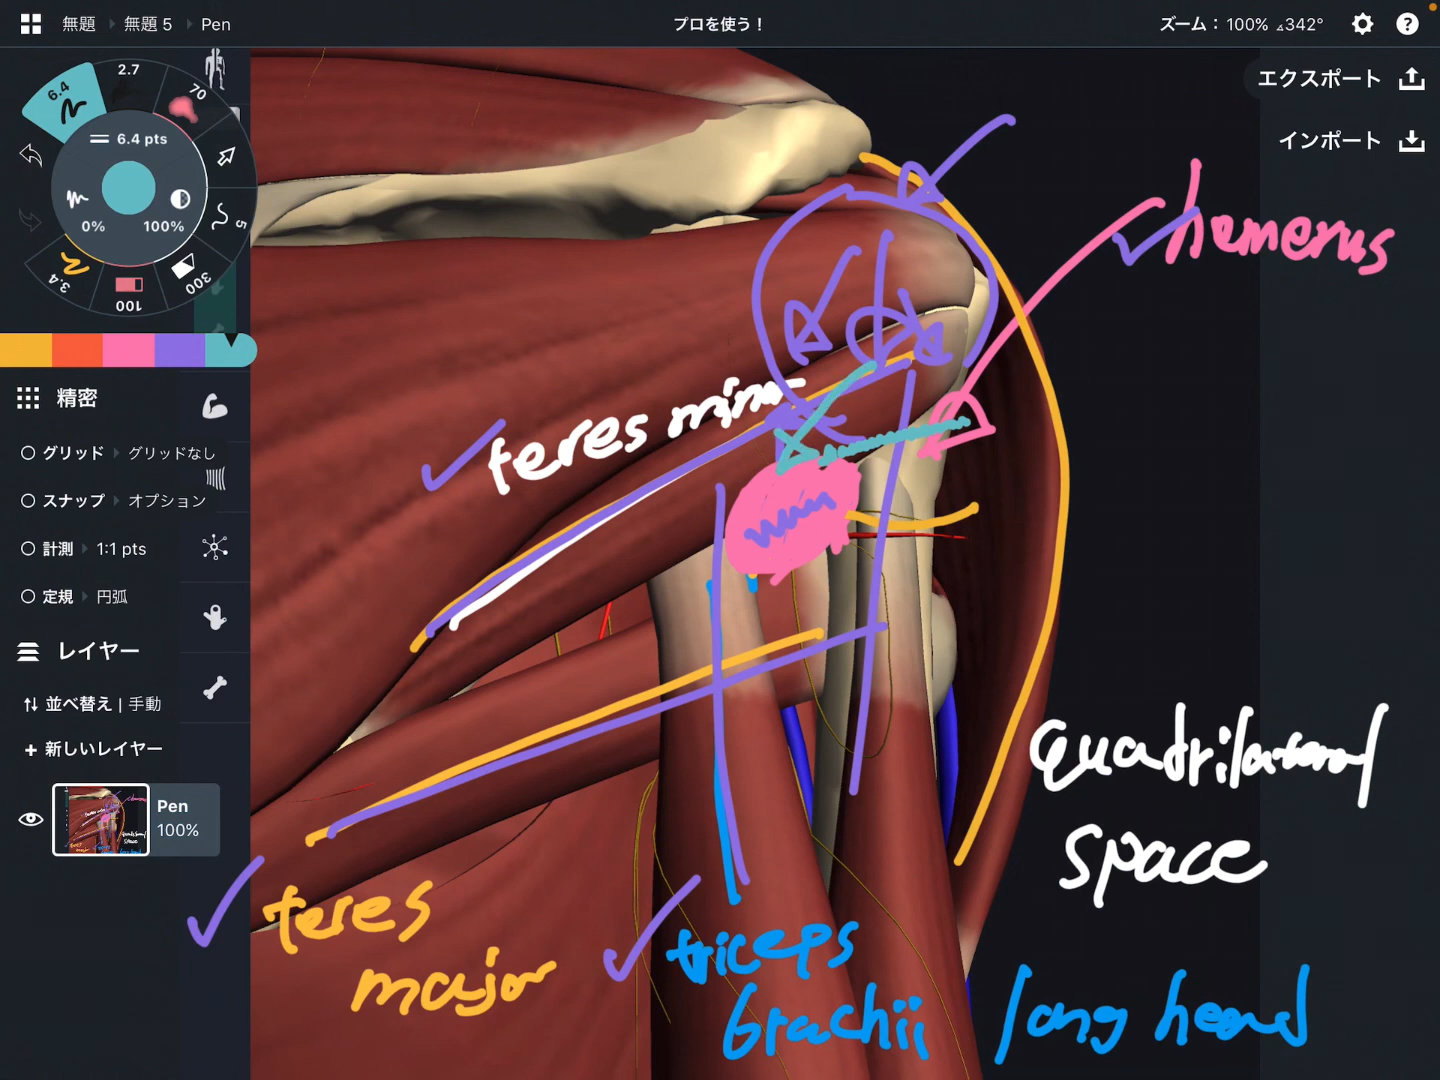 無題 無題 5 Pen
プロを使う！
ズーム： 100% ⦟342°
エクスポート
インポート
2.7
6.4
70
6.4 pts
0% 100%
5
3.4
100
300
精密
グリッド グリッドなし
スナップ オプション
計測 1:1 pts
定規 円弧
レイヤー
並べ替え | 手動
+ 新しいレイヤー
Pen
100%
hemerus
teres minor
quadrilateral
space
teres
major
triceps
brachii long head